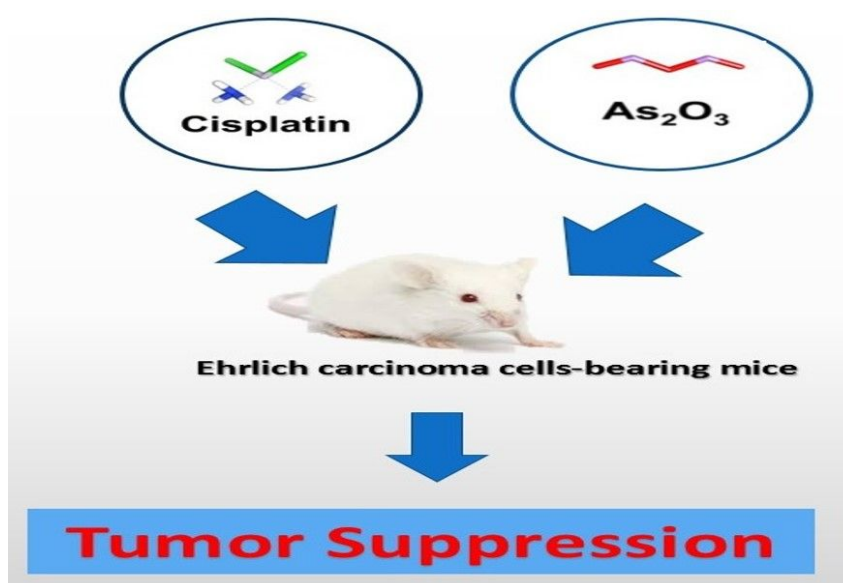 Cisplatin
As₂O₃
Ehrlich carcinoma cells-bearing mice
Tumor Suppression